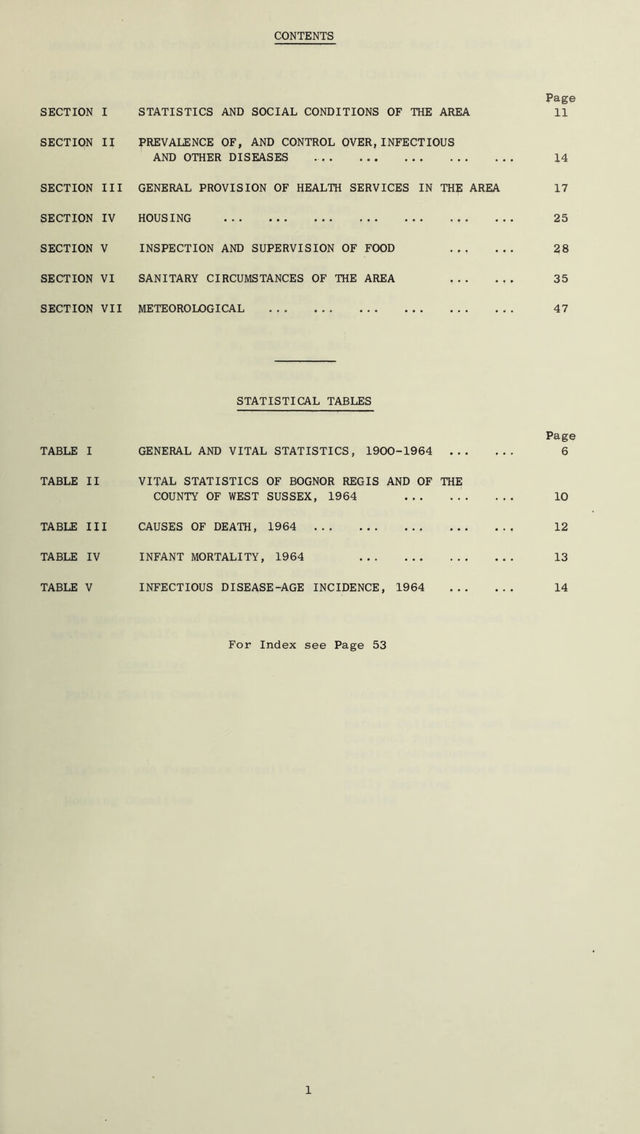 CONTENTS
Page
SECTION I STATISTICS AND SOCIAL CONDITIONS OF THE AREA 11
SECTION II PREVALENCE OF, AND CONTROL OVER, INFECTIOUS
AND OTHER DISEASES ... ... ... ... ... 14
SECTION III GENERAL PROVISION OF HEALTH SERVICES IN THE AREA 17
SECTION IV HOUSING ... ... ... ... ... ... ... 25
SECTION V INSPECTION AND SUPERVISION OF FOOD ... ... 28
SECTION VI SANITARY CIRCUMSTANCES OF THE AREA ... ... 35
SECTION VII METEOROLOGICAL ... ... ... ... ... ... 47
STATISTICAL TABLES
Page
TABLE I GENERAL AND VITAL STATISTICS, 1900-1964 ... ... 6
TABLE II VITAL STATISTICS OF BOGNOR REGIS AND OF THE
COUNTY OF WEST SUSSEX, 1964 ... ... ... 10
TABLE III CAUSES OF DEATH, 1964 ... ... ... ... ... 12
TABLE IV INFANT MORTALITY, 1964 ... ... ... ... 13
TABLE V INFECTIOUS DISEASE-AGE INCIDENCE, 1964 ... ... 14
For Index see Page 53
1